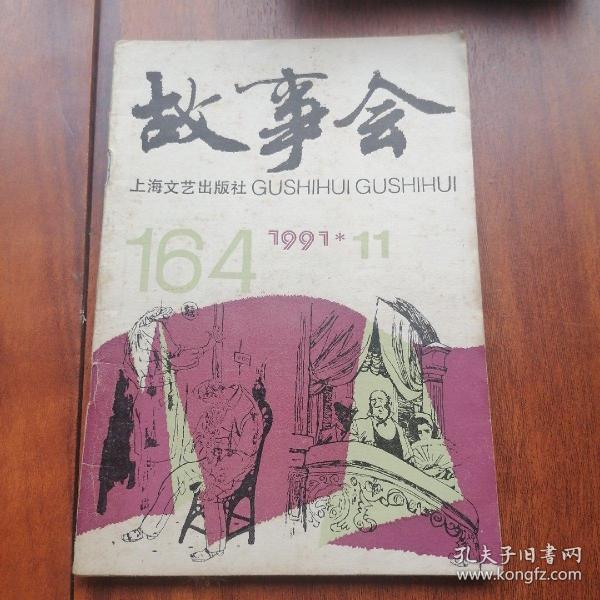 故事会
上海文艺出版社 GUSHIHUI GUSHIHUI
164 1991* 11
孔夫子旧书网
www.kongfz.com